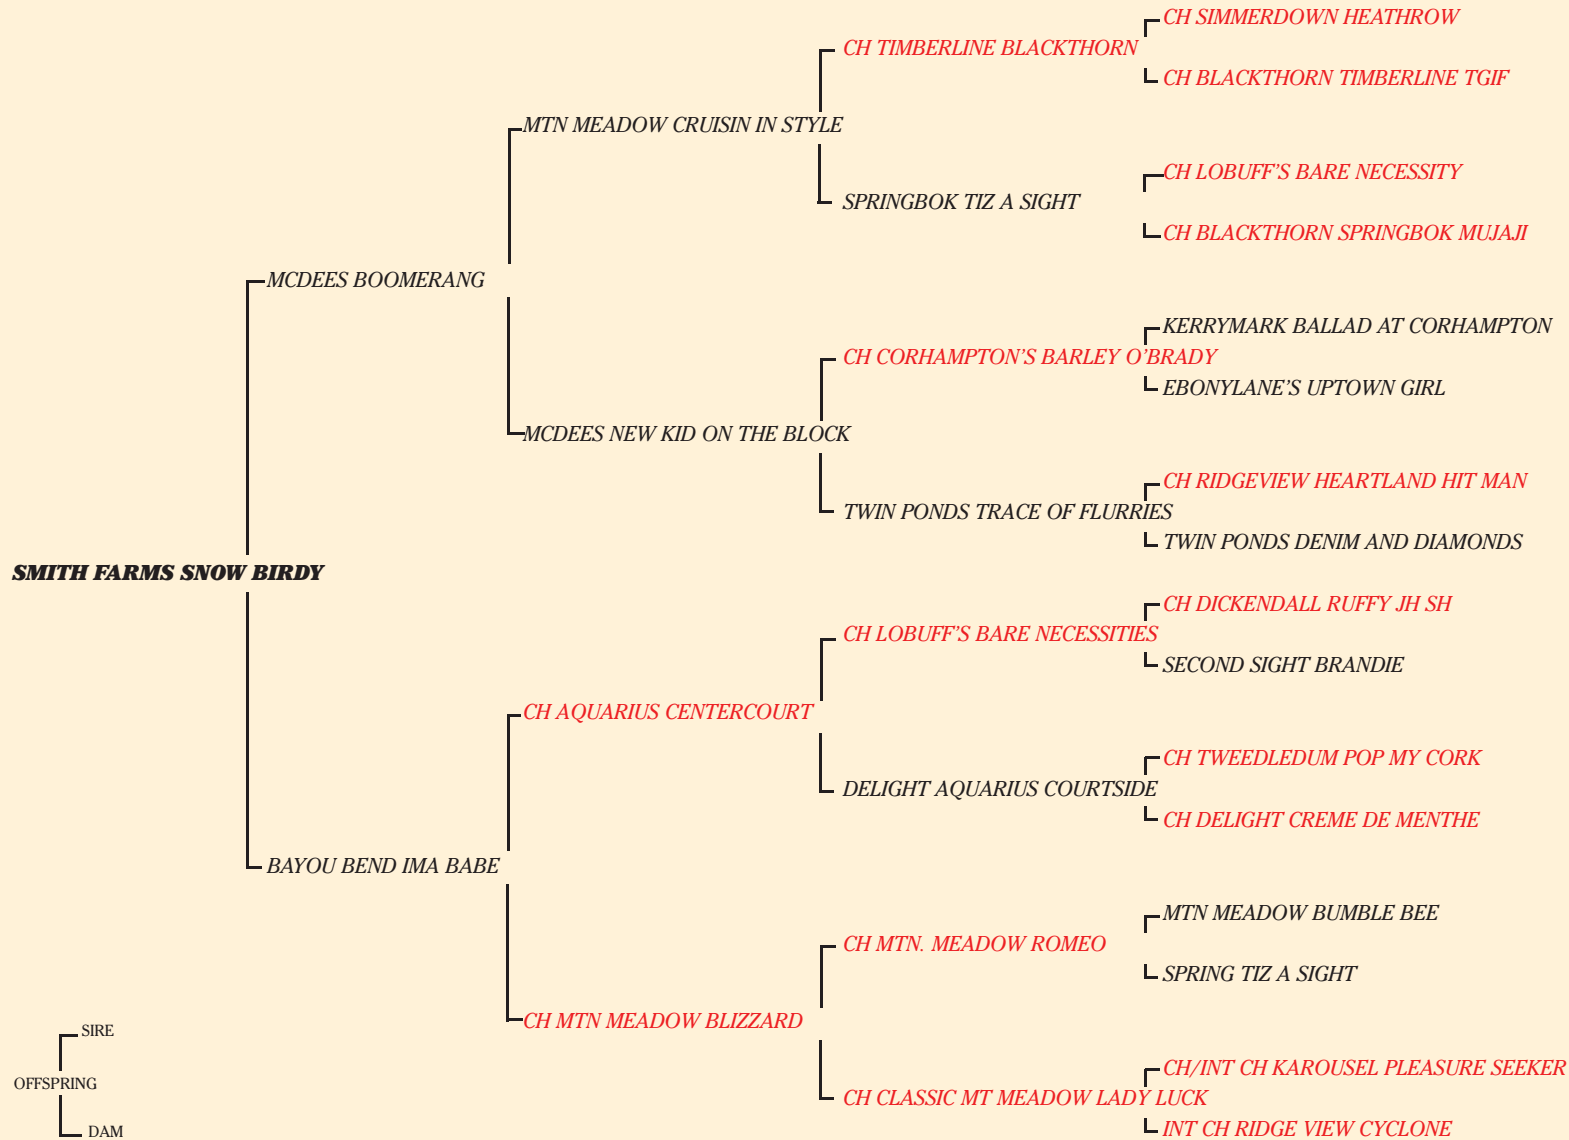 CH SIMMERDOWN HEATHROW
CH TIMBERLINE BLACKTHORN
CH BLACKTHORN TIMBERLINE TGIF
MTN MEADOW CRUISIN IN STYLE
CH LOBUFF'S BARE NECESSITY
SPRINGBOK TIZ A SIGHT
CH BLACKTHORN SPRINGBOK MUJAJI
MCDEES BOOMERANG
KERRYMARK BALLAD AT CORHAMPTON
CH CORHAMPTON'S BARLEY O'BRADY
EBONYLANE'S UPTOWN GIRL
MCDEES NEW KID ON THE BLOCK
CH RIDGEVIEW HEARTLAND HIT MAN
TWIN PONDS TRACE OF FLURRIES
TWIN PONDS DENIM AND DIAMONDS
SMITH FARMS SNOW BIRDY
CH DICKENDALL RUFFY JH SH
CH LOBUFF'S BARE NECESSITIES
SECOND SIGHT BRANDIE
CH AQUARIUS CENTERCOURT
CH TWEEDLEDUM POP MY CORK
DELIGHT AQUARIUS COURTSIDE
CH DELIGHT CREME DE MENTHE
BAYOU BEND IMA BABE
MTN MEADOW BUMBLE BEE
CH MTN. MEADOW ROMEO
SPRING TIZ A SIGHT
CH MTN MEADOW BLIZZARD
CH/INT CH KAROUSEL PLEASURE SEEKER
CH CLASSIC MT MEADOW LADY LUCK
INT CH RIDGE VIEW CYCLONE
SIRE
OFFSPRING
DAM